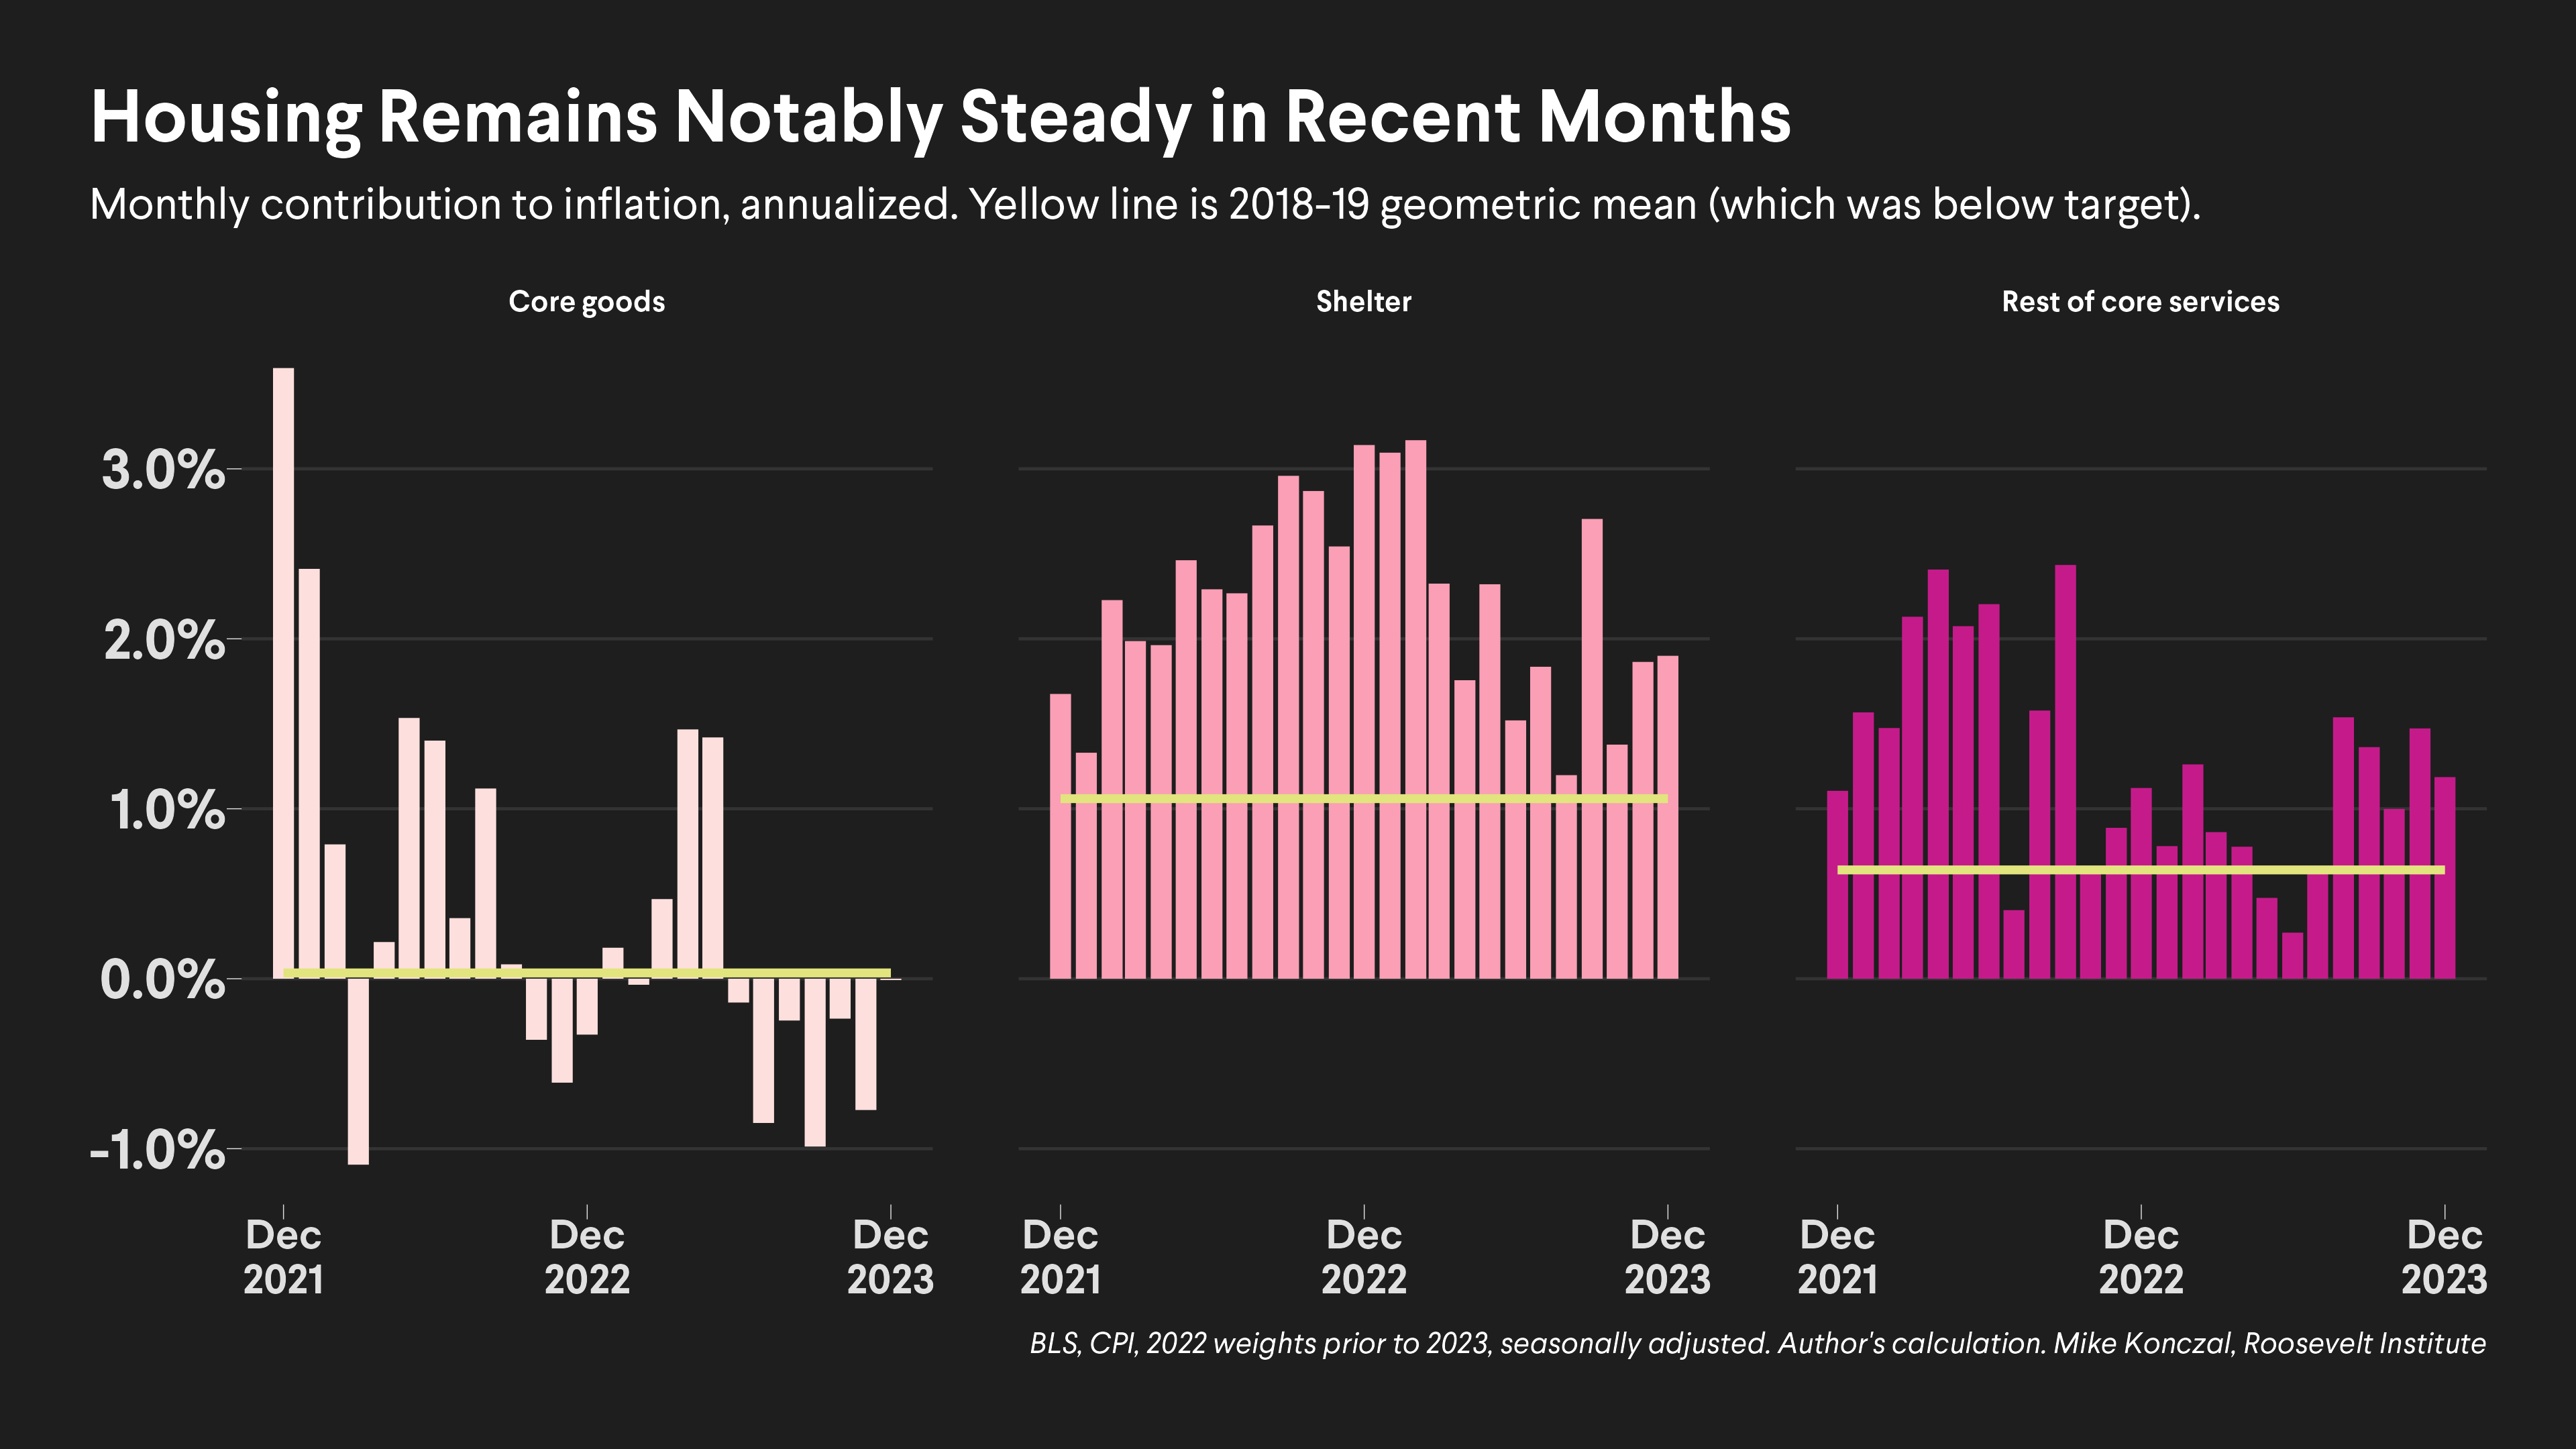 Housing Remains Notably Steady in Recent Months
Monthly contribution to inflation, annualized. Yellow line is 2018-19 geometric mean (which was below target).
Core goods
Shelter
Rest of core services
3.0%
2.0%
1.0%
0.0%
-1.0%
Dec
2021
Dec
2022
Dec
2023
Dec
2021
Dec
2022
Dec
2023
Dec
2021
Dec
2022
Dec
2023
BLS, CPI, 2022 weights prior to 2023, seasonally adjusted. Author's calculation. Mike Konczal, Roosevelt Institute